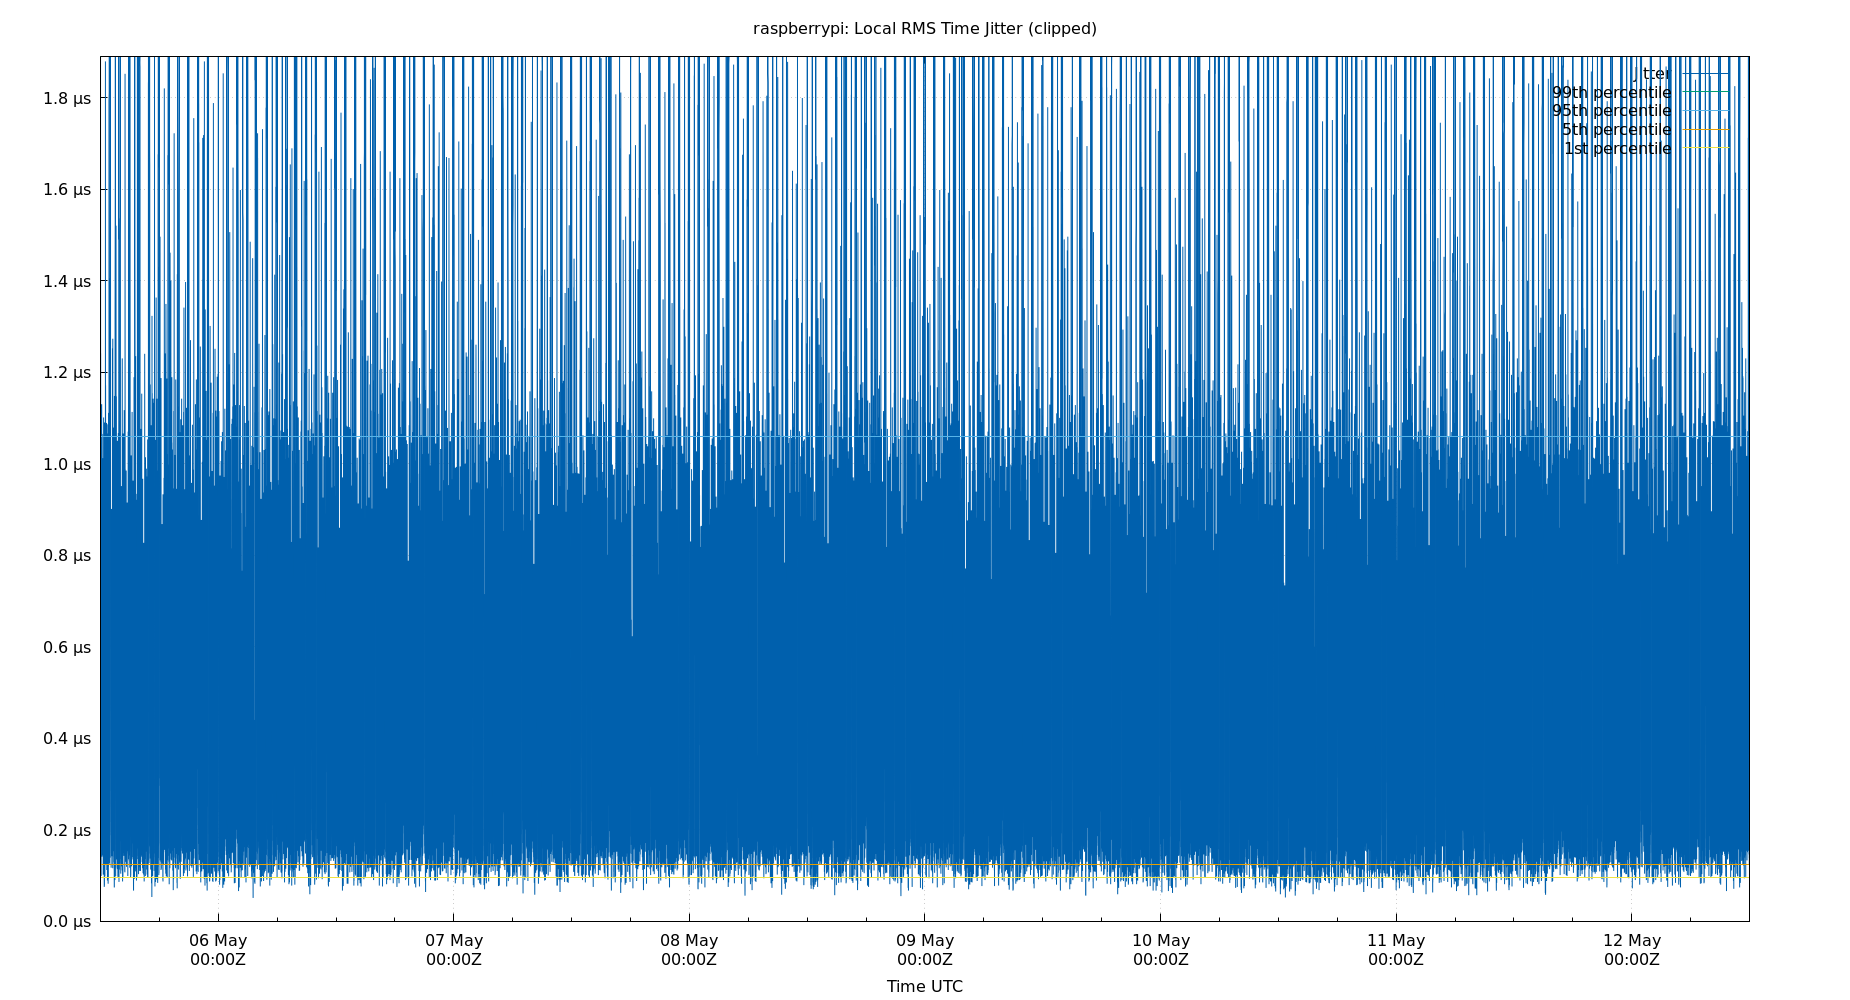 raspberrypi: Local RMS Time Jitter (clipped)
jitter
99th percentile
95th percentile
5th percentile
1st percentile
1.8 µs
1.6 µs
1.4 µs
1.2 µs
1.0 µs
0.8 µs
0.6 µs
0.4 µs
0.2 µs
0.0 µs
06 May 07 May 08 May 09 May 10 May 11 May 12 May
00:00Z 00:00Z 00:00Z 00:00Z 00:00Z 00:00Z 00:00Z
Time UTC